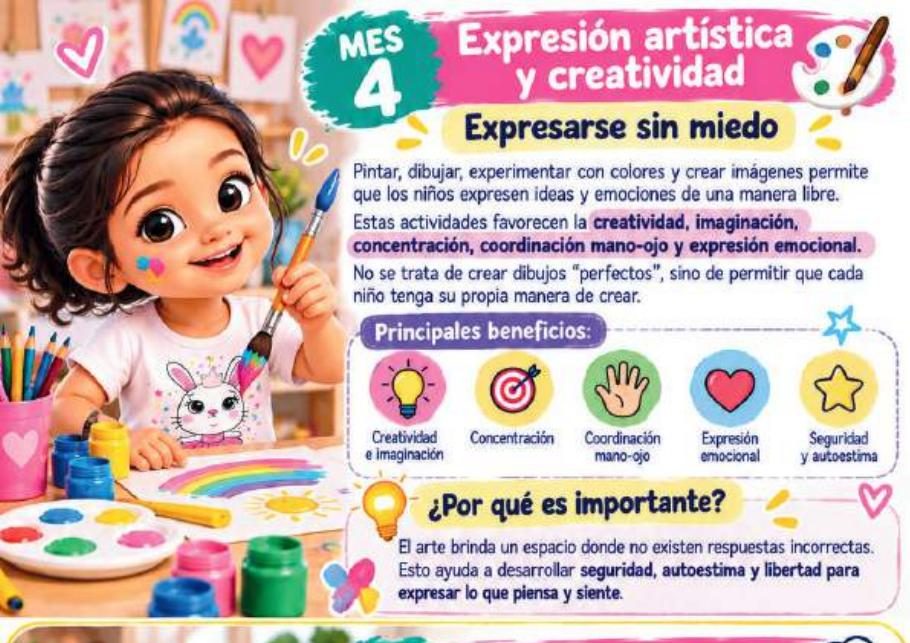 MES
4
Expresión artística
y creatividad
Expresarse sin miedo
Pintar, dibujar, experimentar con colores y crear imágenes permite
que los niños expresen ideas y emociones de una manera libre.
Estas actividades favorecen la creatividad, imaginación,
concentración, coordinación mano-ojo y expresión emocional.
No se trata de crear dibujos "perfectos", sino de permitir que cada
niño tenga su propia manera de crear.
Principales beneficios:
Creatividad
e imaginación
Concentración
Coordinación
mano-ojo
Expresión
emocional
Seguridad
y autoestima
¿Por qué es importante?
El arte brinda un espacio donde no existen respuestas incorrectas.
Esto ayuda a desarrollar seguridad, autoestima y libertad para
expresar lo que piensa y siente.